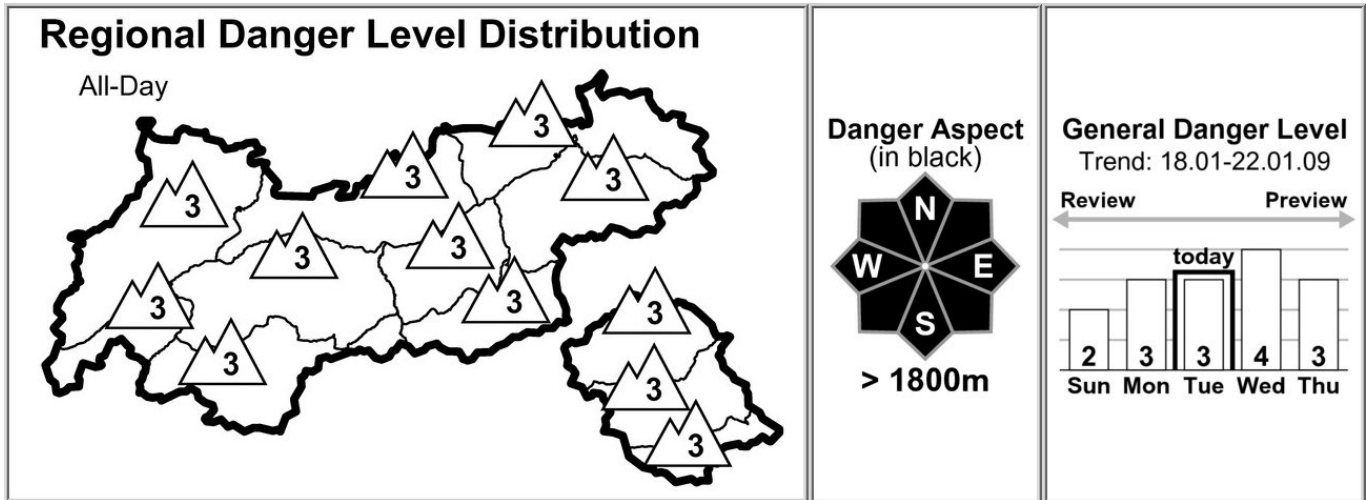 Regional Danger Level Distribution
All-Day
3
3
3
3
3
3
3
3
3
3
3
3
Danger Aspect
(in black)
N
W E
S
> 1800m
General Danger Level
Trend: 18.01-22.01.09
Review Preview
today
2 3 3 4 3
Sun Mon Tue Wed Thu